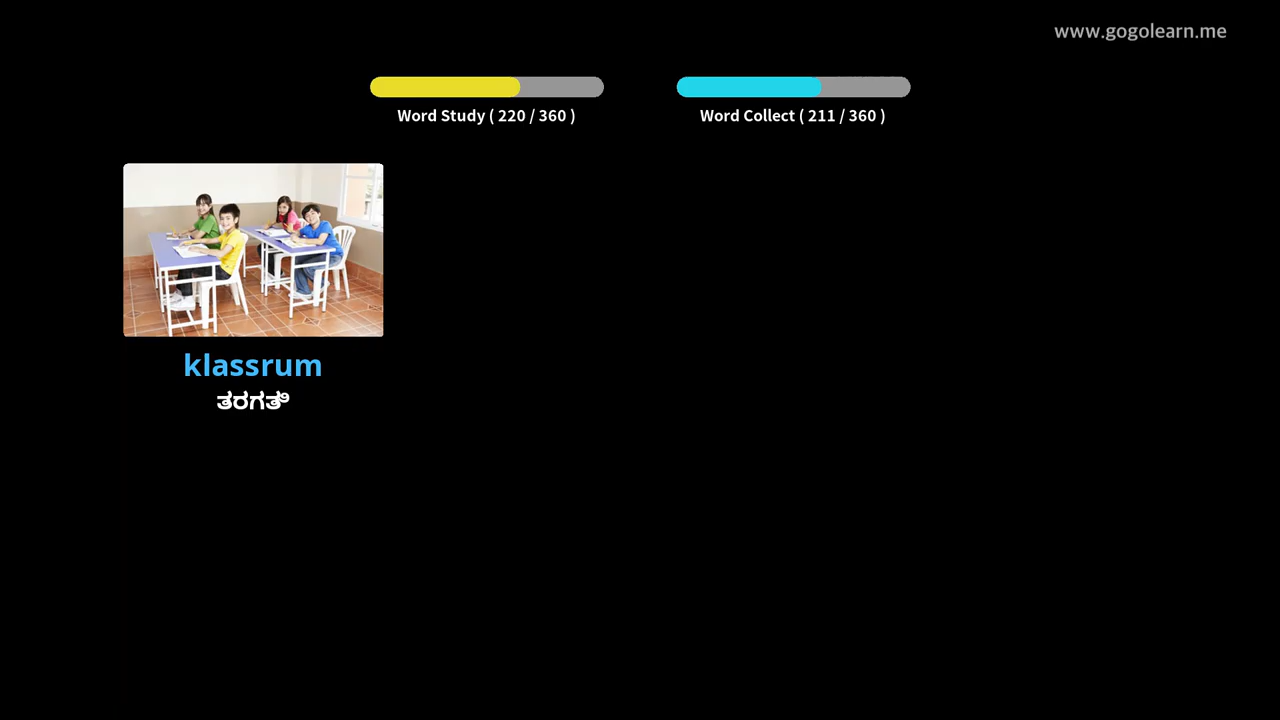 www.gogolearn.me
Word Study ( 220 / 360 )
Word Collect ( 211 / 360 )
klassrum
ತರಗತಿ